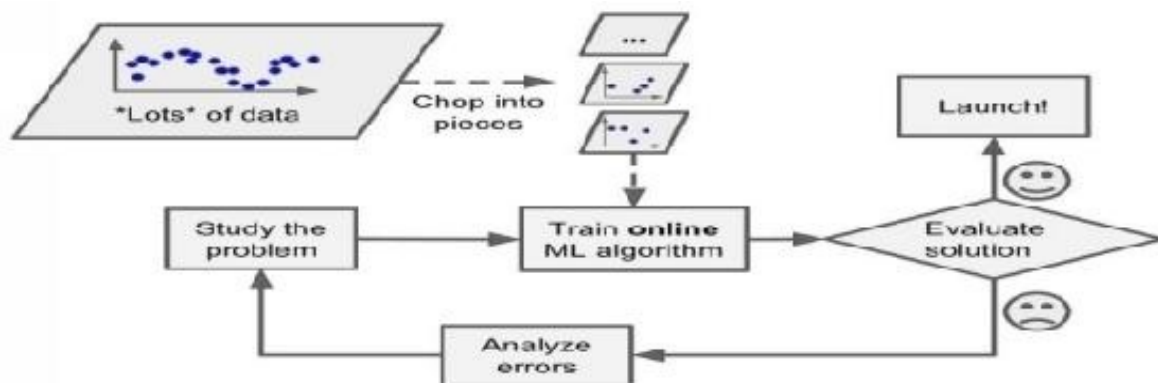 *Lots* of data
Chop into
pieces
...
Launch!
Study the
problem
Train online
ML algorithm
Evaluate
solution
Analyze
errors